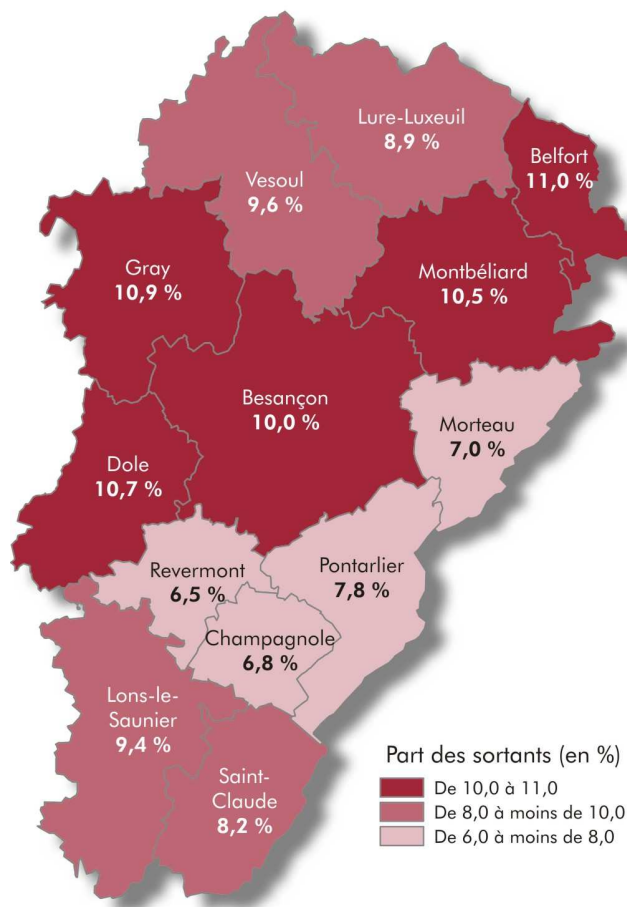 Lure-Luxeuil
8,9 %
Belfort
11,0 %
Vesoul
9,6 %
Gray
10,9 %
Montbéliard
10,5 %
Besançon
10,0 %
Morteau
7,0 %
Dole
10,7 %
Revermont
6,5 %
Pontarlier
7,8 %
Champagnole
6,8 %
Lons-le-
Saunier
9,4 %
Saint-
Claude
8,2 %
Part des sortants (en %)
De 10,0 à 11,0
De 8,0 à moins de 10,0
De 6,0 à moins de 8,0